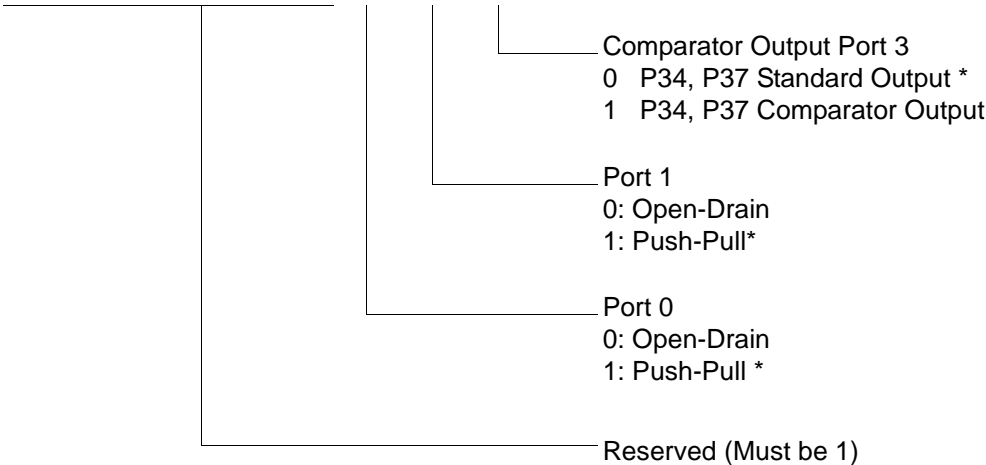 Comparator Output Port 3
0 P34, P37 Standard Output *
1 P34, P37 Comparator Output
Port 1
0: Open-Drain
1: Push-Pull*
Port 0
0: Open-Drain
1: Push-Pull *
Reserved (Must be 1)